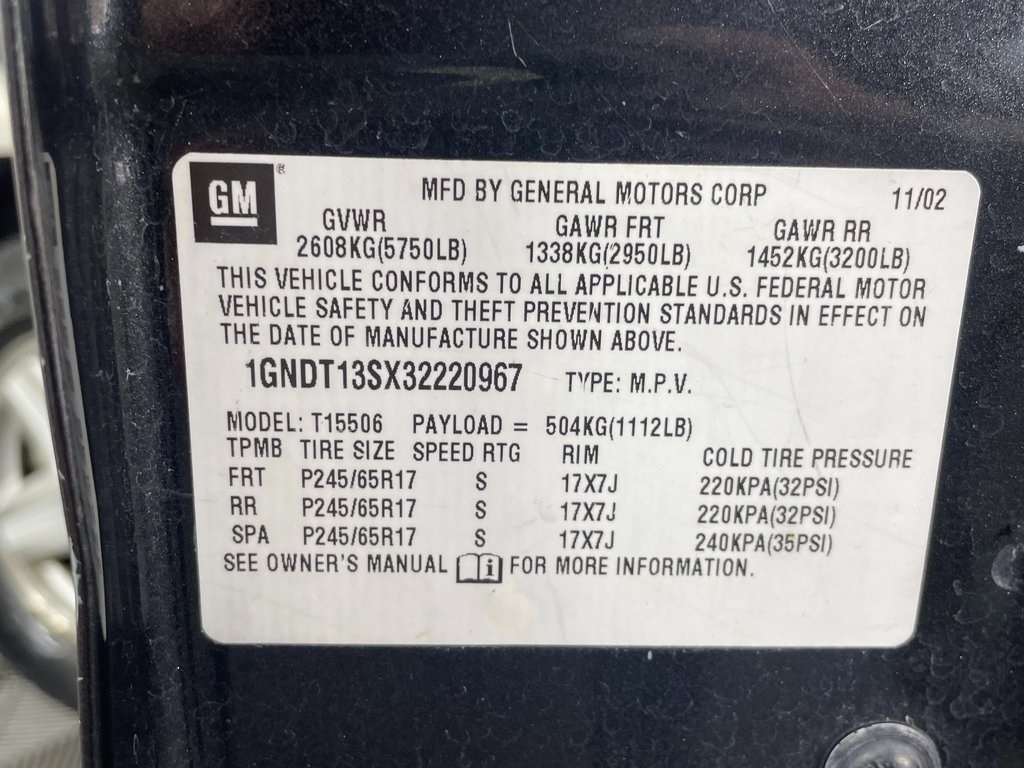 GM ® MFD BY GENERAL MOTORS CORP 11/02
GVWR GAWR FRT GAWR RR
2608KG(5750LB) 1338KG(2950LB) 1452KG(3200LB)
THIS VEHICLE CONFORMS TO ALL APPLICABLE U.S. FEDERAL MOTOR
VEHICLE SAFETY AND THEFT PREVENTION STANDARDS IN EFFECT ON
THE DATE OF MANUFACTURE SHOWN ABOVE.
1GNDT13SX32220967 TYPE: M.P.V.
MODEL: T15506 PAYLOAD = 504KG(1112LB)
TPMB TIRE SIZE SPEED RTG RIM COLD TIRE PRESSURE
FRT P245/65R17 S 17X7J 220KPA(32PSI)
RR P245/65R17 S 17X7J 220KPA(32PSI)
SPA P245/65R17 S 17X7J 240KPA(35PSI)
SEE OWNER'S MANUAL i FOR MORE INFORMATION.